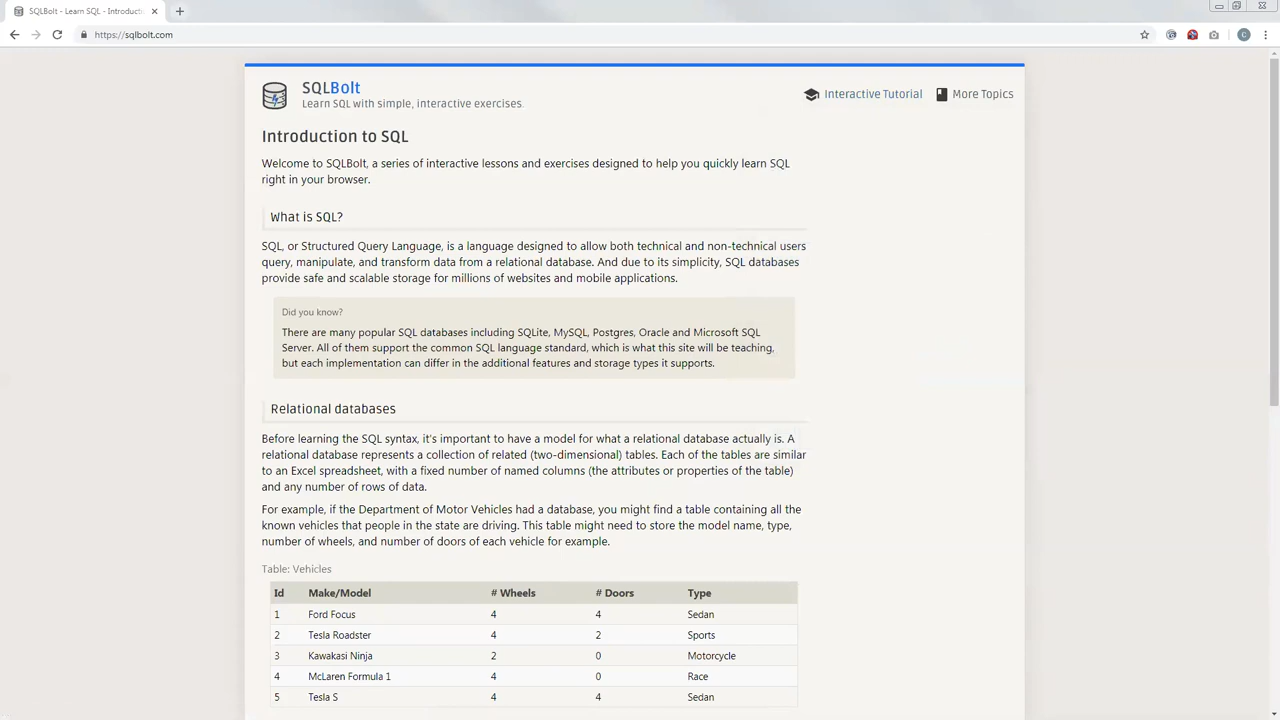 SQLBolt - Learn SQL - Introducti
https://sqlbolt.com
C
SQLBolt
Learn SQL with simple, interactive exercises.
Interactive Tutorial
More Topics
Introduction to SQL
Welcome to SQLBolt, a series of interactive lessons and exercises designed to help you quickly learn SQL
right in your browser.
What is SQL?
SQL, or Structured Query Language, is a language designed to allow both technical and non-technical users
query, manipulate, and transform data from a relational database. And due to its simplicity, SQL databases
provide safe and scalable storage for millions of websites and mobile applications.
Did you know?
There are many popular SQL databases including SQLite, MySQL, Postgres, Oracle and Microsoft SQL
Server. All of them support the common SQL language standard, which is what this site will be teaching,
but each implementation can differ in the additional features and storage types it supports.
Relational databases
Before learning the SQL syntax, it's important to have a model for what a relational database actually is. A
relational database represents a collection of related (two-dimensional) tables. Each of the tables are similar
to an Excel spreadsheet, with a fixed number of named columns (the attributes or properties of the table)
and any number of rows of data.
For example, if the Department of Motor Vehicles had a database, you might find a table containing all the
known vehicles that people in the state are driving. This table might need to store the model name, type,
number of wheels, and number of doors of each vehicle for example.
Table: Vehicles
Id Make/Model # Wheels # Doors Type
1 Ford Focus 4 4 Sedan
2 Tesla Roadster 4 2 Sports
3 Kawakasi Ninja 2 0 Motorcycle
4 McLaren Formula 1 4 0 Race
5 Tesla S 4 4 Sedan